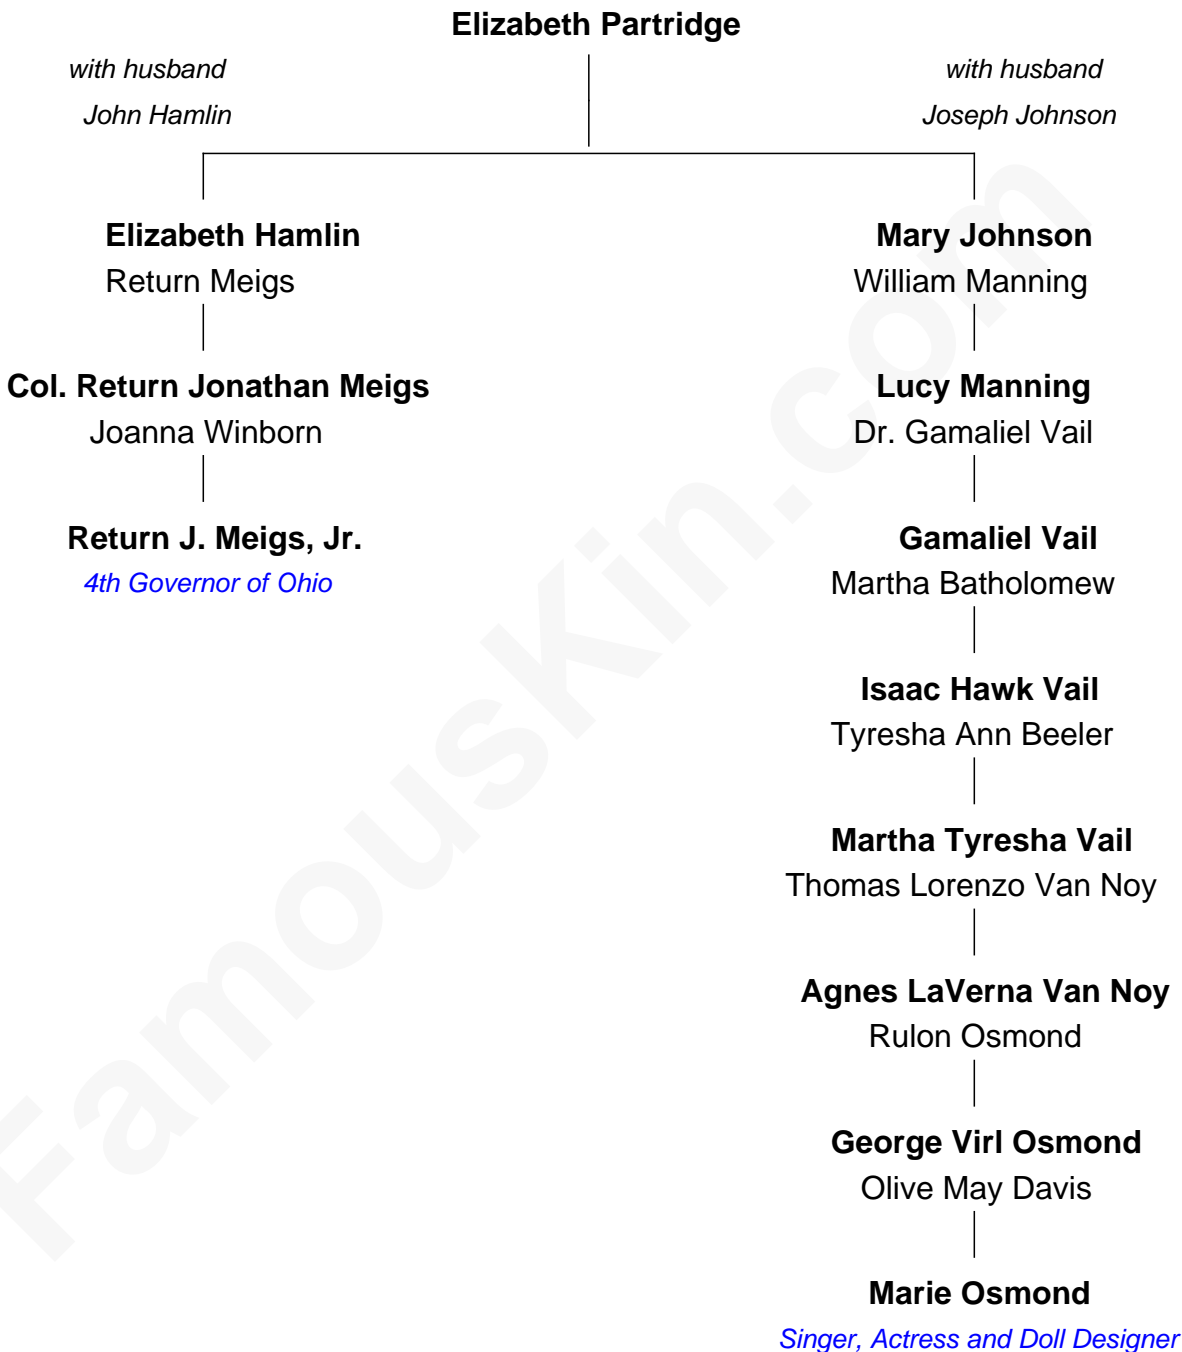 Elizabeth Partridge
with husband
John Hamlin
with husband
Joseph Johnson
Elizabeth Hamlin
Return Meigs
Col. Return Jonathan Meigs
Joanna Winborn
Return J. Meigs, Jr.
4th Governor of Ohio
Mary Johnson
William Manning
Lucy Manning
Dr. Gamaliel Vail
Gamaliel Vail
Martha Batholomew
Isaac Hawk Vail
Tyresha Ann Beeler
Martha Tyresha Vail
Thomas Lorenzo Van Noy
Agnes LaVerna Van Noy
Rulon Osmond
George Virl Osmond
Olive May Davis
Marie Osmond
Singer, Actress and Doll Designer
FamousKin.com